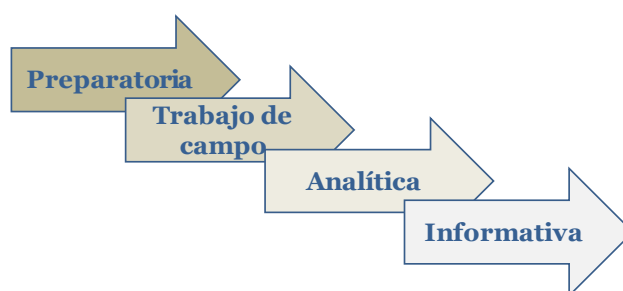 Preparatoria
Trabajo de
campo
Analítica
Informativa